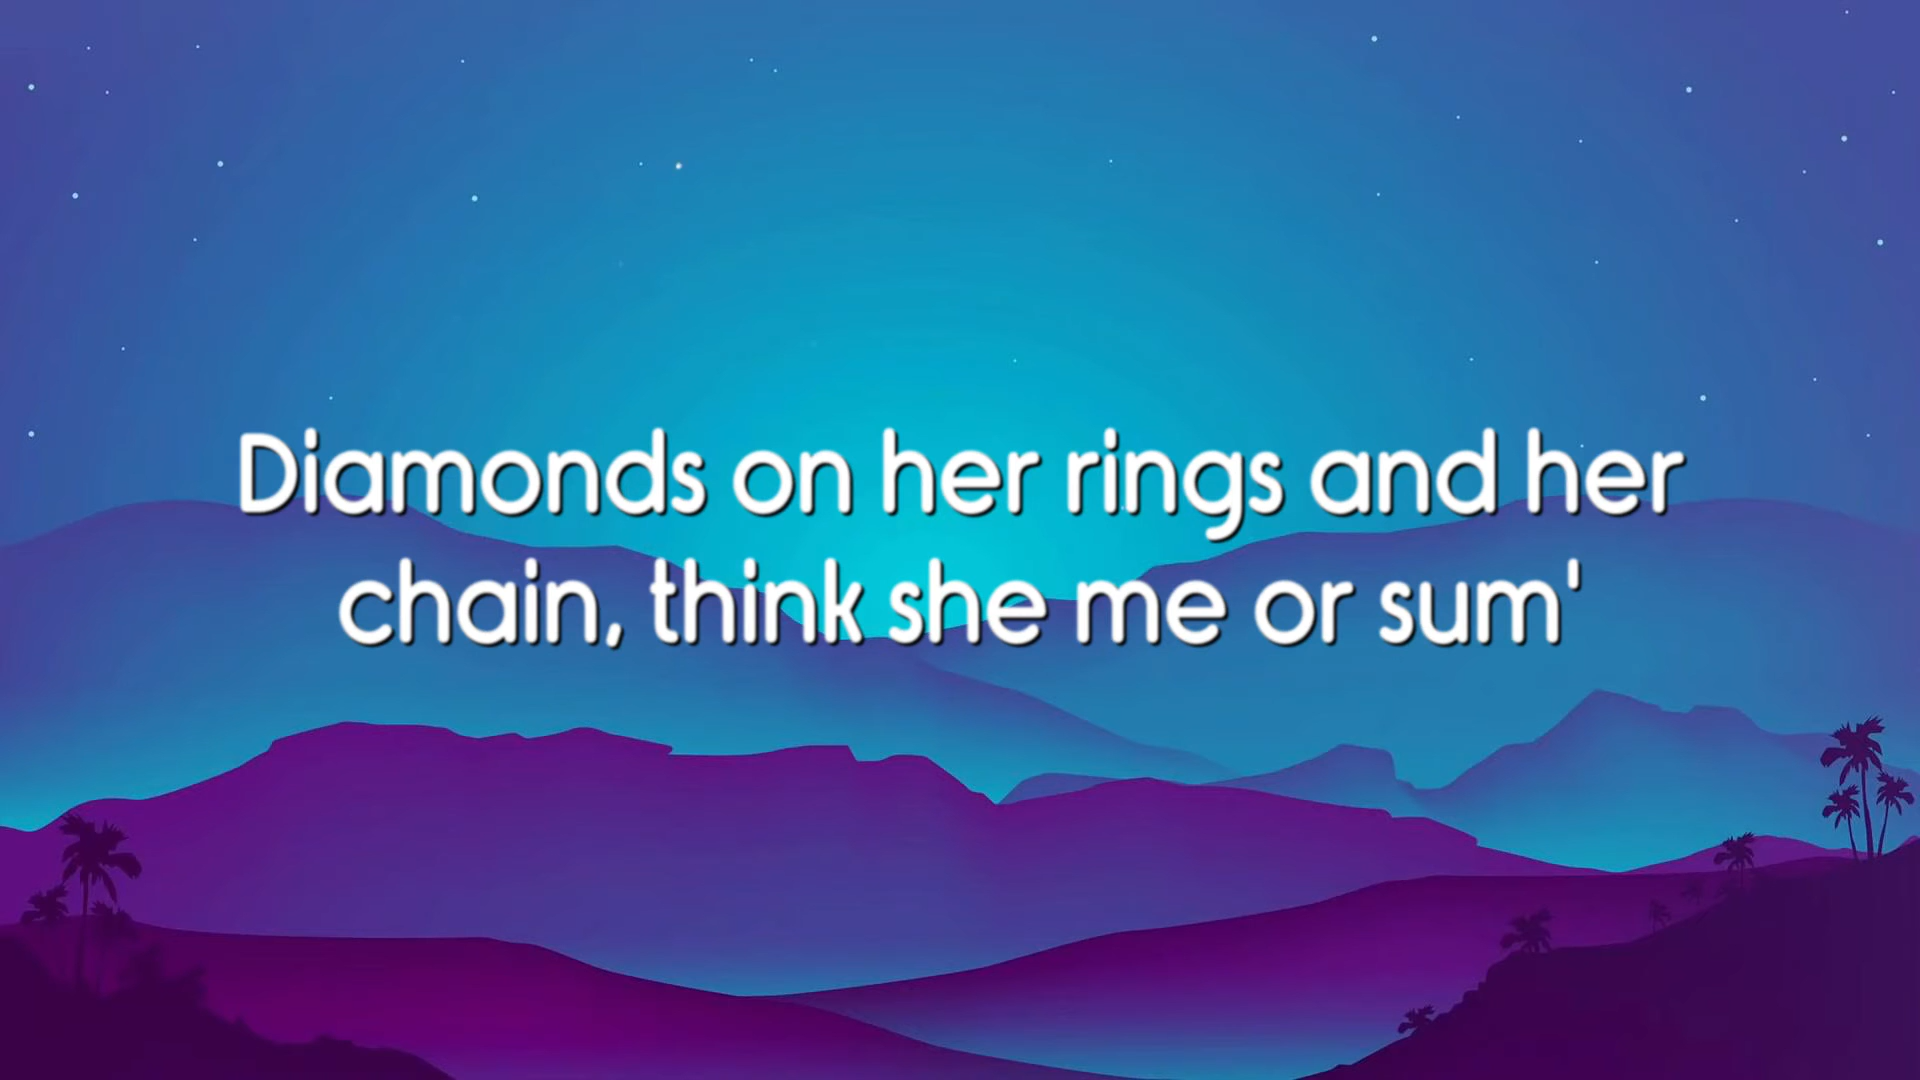 Diamonds on her rings and her
chain, think she me or sum'